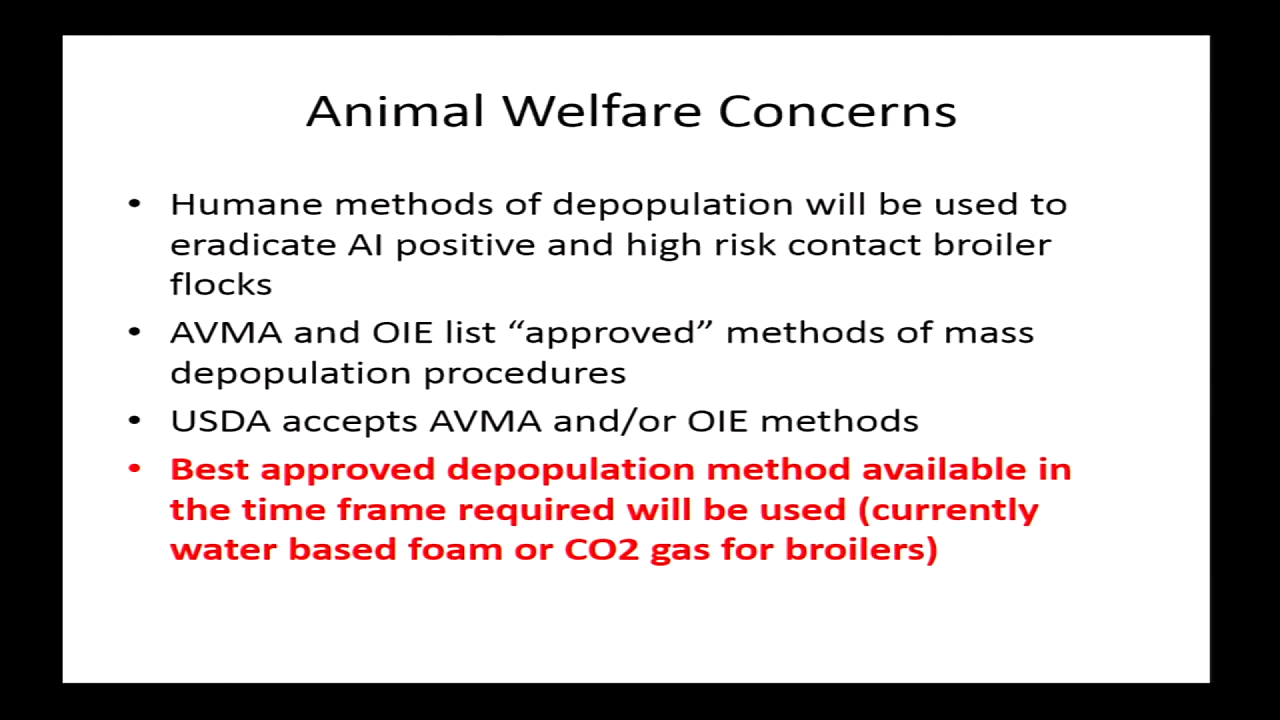 Animal Welfare Concerns
• Humane methods of depopulation will be used to
eradicate AI positive and high risk contact broiler
flocks
• AVMA and OIE list “approved” methods of mass
depopulation procedures
• USDA accepts AVMA and/or OIE methods
• Best approved depopulation method available in
the time frame required will be used (currently
water based foam or CO2 gas for broilers)